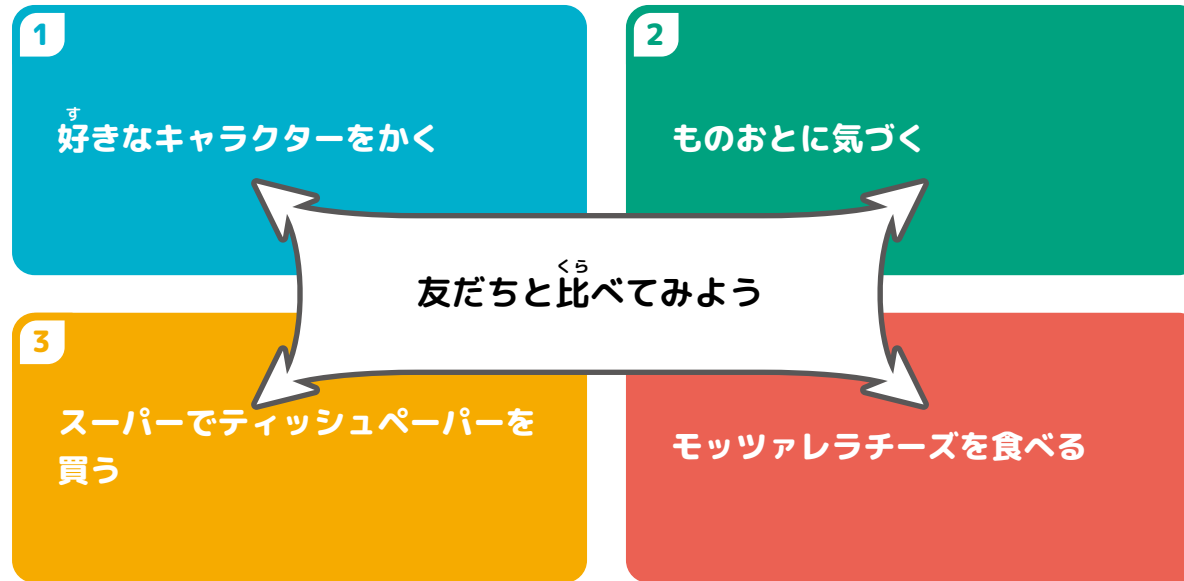 1
好きなキャラクターをかく
す
2
ものおとに気づく
友だちと比べてみよう
くら
3
スーパーでティッシュペーパーを
買う
モッツァレラチーズを食べる